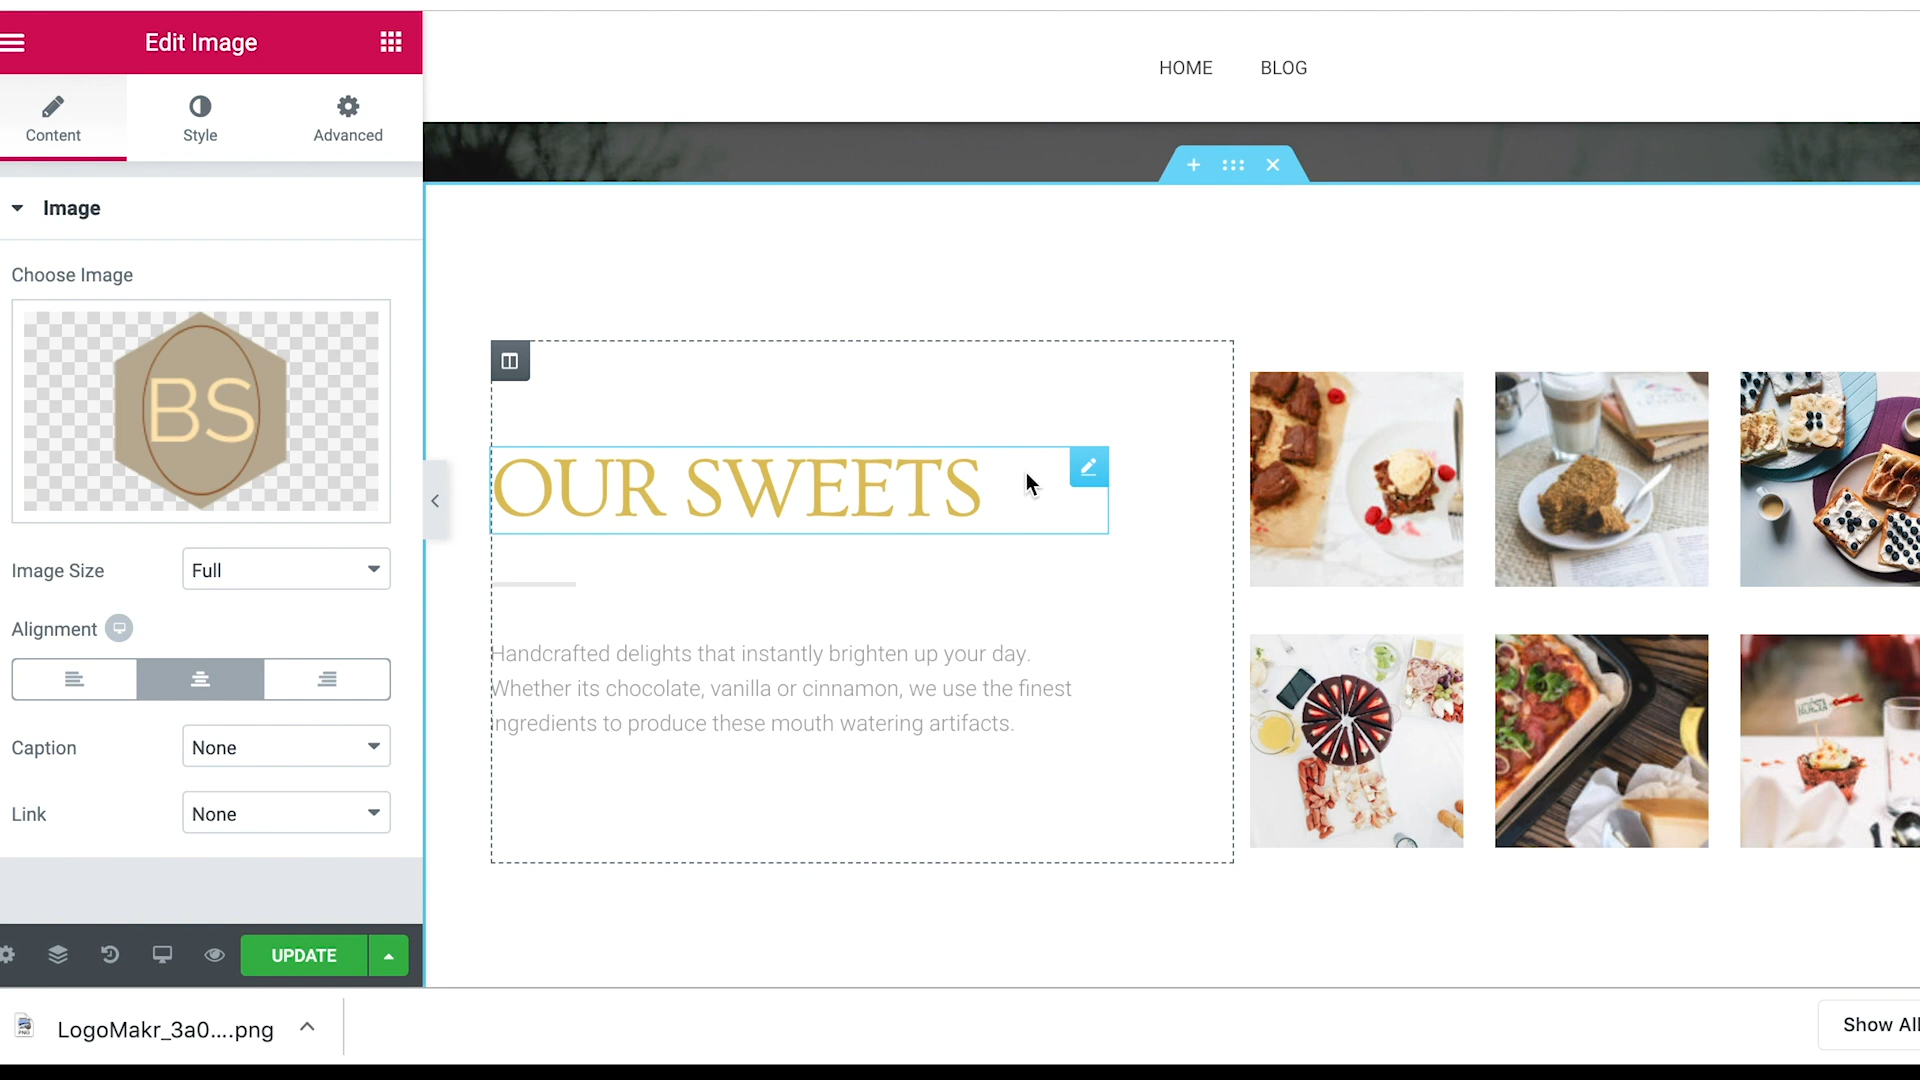 Edit Image
HOME BLOG
Content Style Advanced
Image
Choose Image
BS
OUR SWEETS
Image Size Full
Alignment
Handcrafted delights that instantly brighten up your day.
Whether its chocolate, vanilla or cinnamon, we use the finest
ingredients to produce these mouth watering artifacts.
Caption None
Link None
UPDATE
LogoMakr_3a0....png
Show All